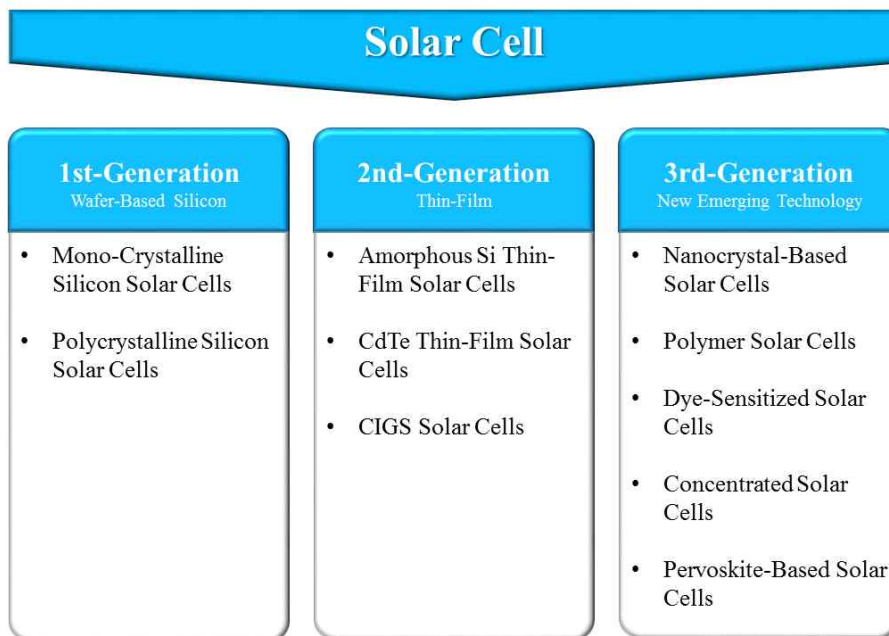 Solar Cell
1st-Generation
Wafer-Based Silicon
• Mono-Crystalline
Silicon Solar Cells
• Polycrystalline Silicon
Solar Cells
2nd-Generation
Thin-Film
• Amorphous Si Thin-
Film Solar Cells
• CdTe Thin-Film Solar
Cells
• CIGS Solar Cells
3rd-Generation
New Emerging Technology
• Nanocrystal-Based
Solar Cells
• Polymer Solar Cells
• Dye-Sensitized Solar
Cells
• Concentrated Solar
Cells
• Pervoskite-Based Solar
Cells